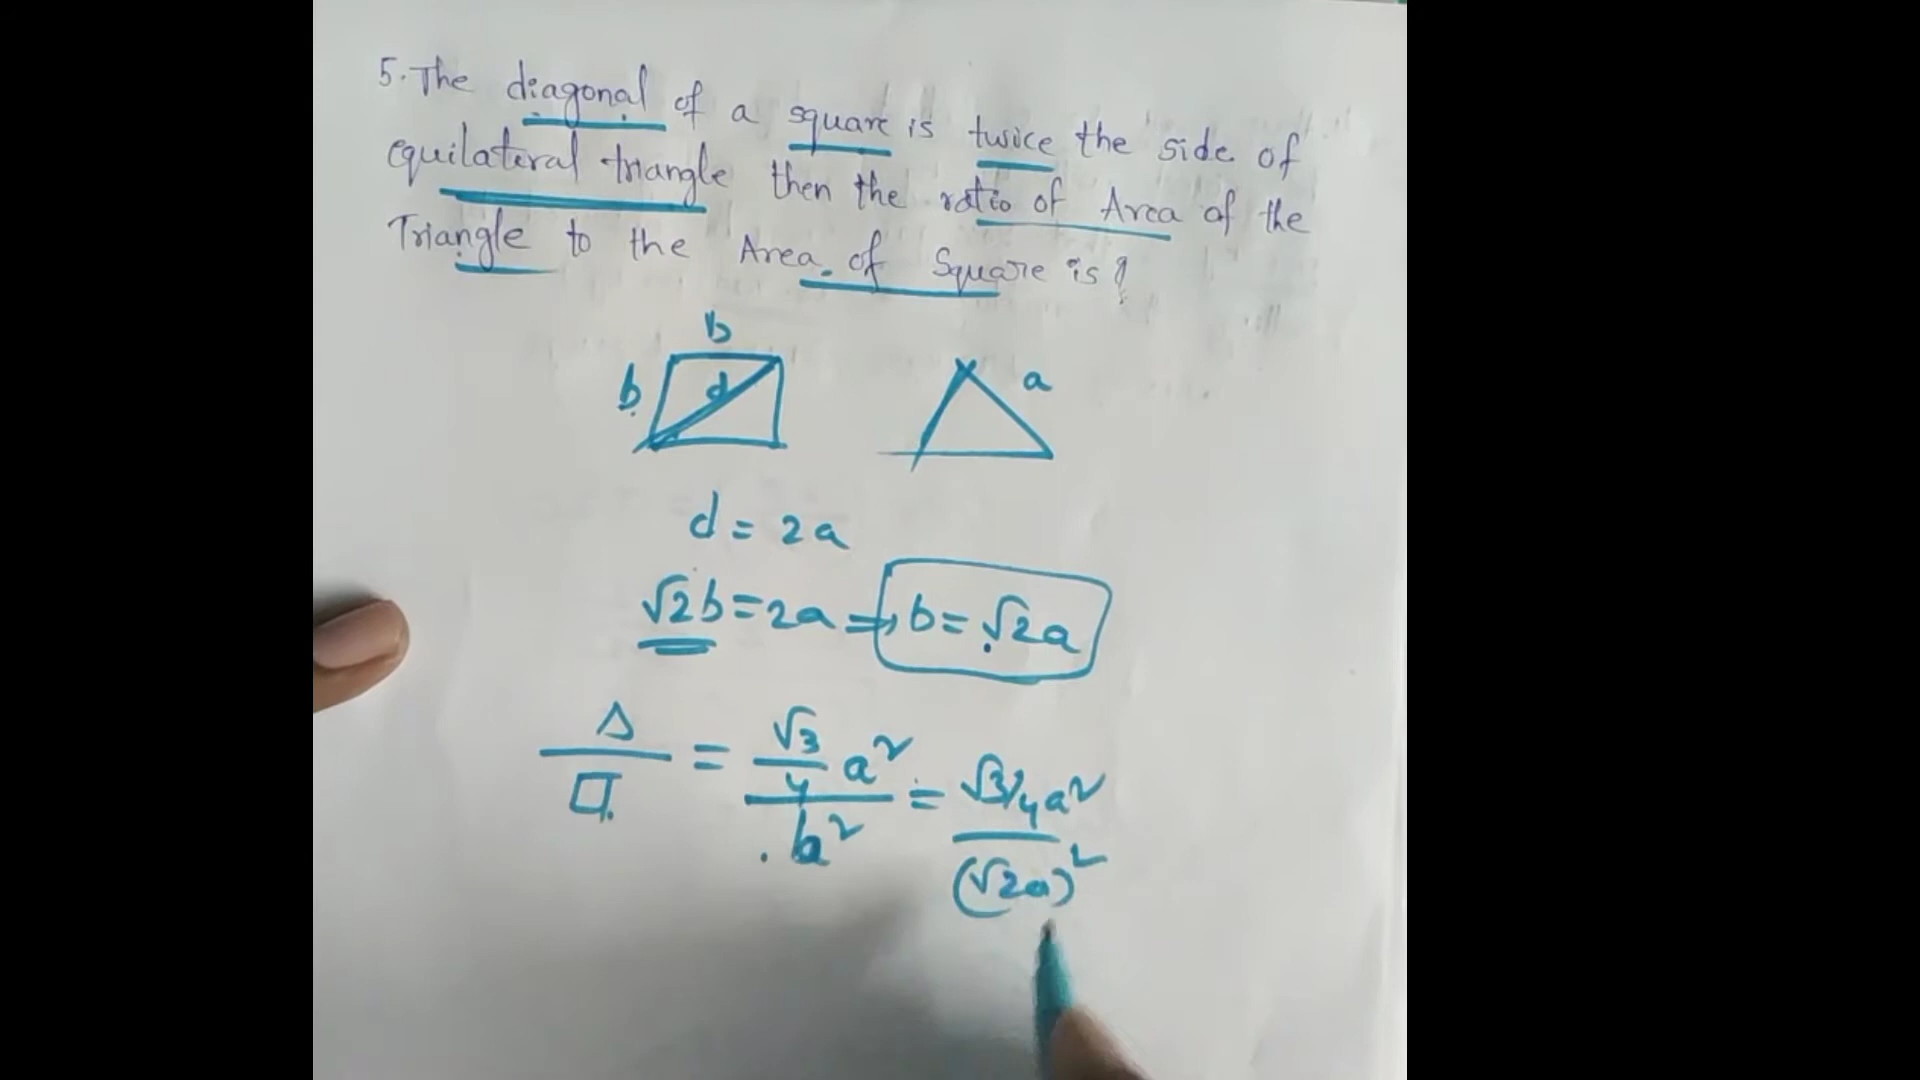 5. The diagonal of a square is twice the side of
equilateral triangle then the ratio of Area of the
Triangle to the Area of Square is ?
b
b d a
d = 2a
√2b = 2a ⇒ b = √2a
Δ/□ = (√3/4 a²)/b² = (√3/4 a²)/(√2a)²